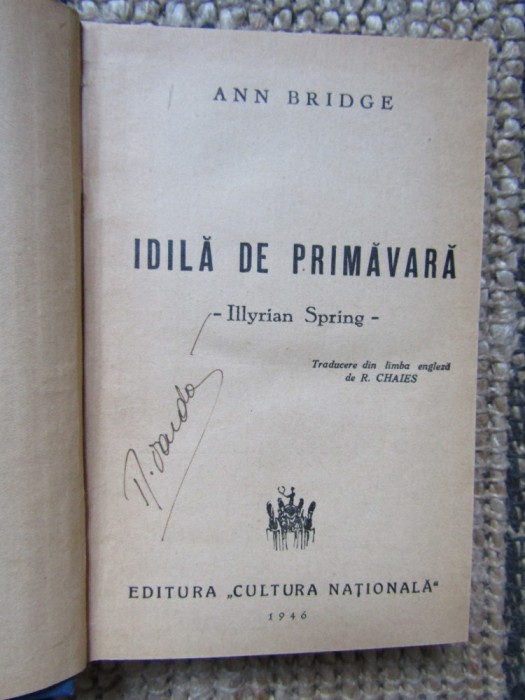 ANN BRIDGE
IDILĂ DE PRIMĂVARĂ
- Illyrian Spring -
Traducere din limba engleză
de R. CHAIES
EDITURA „CULTURA NAȚIONALĂ"
1946